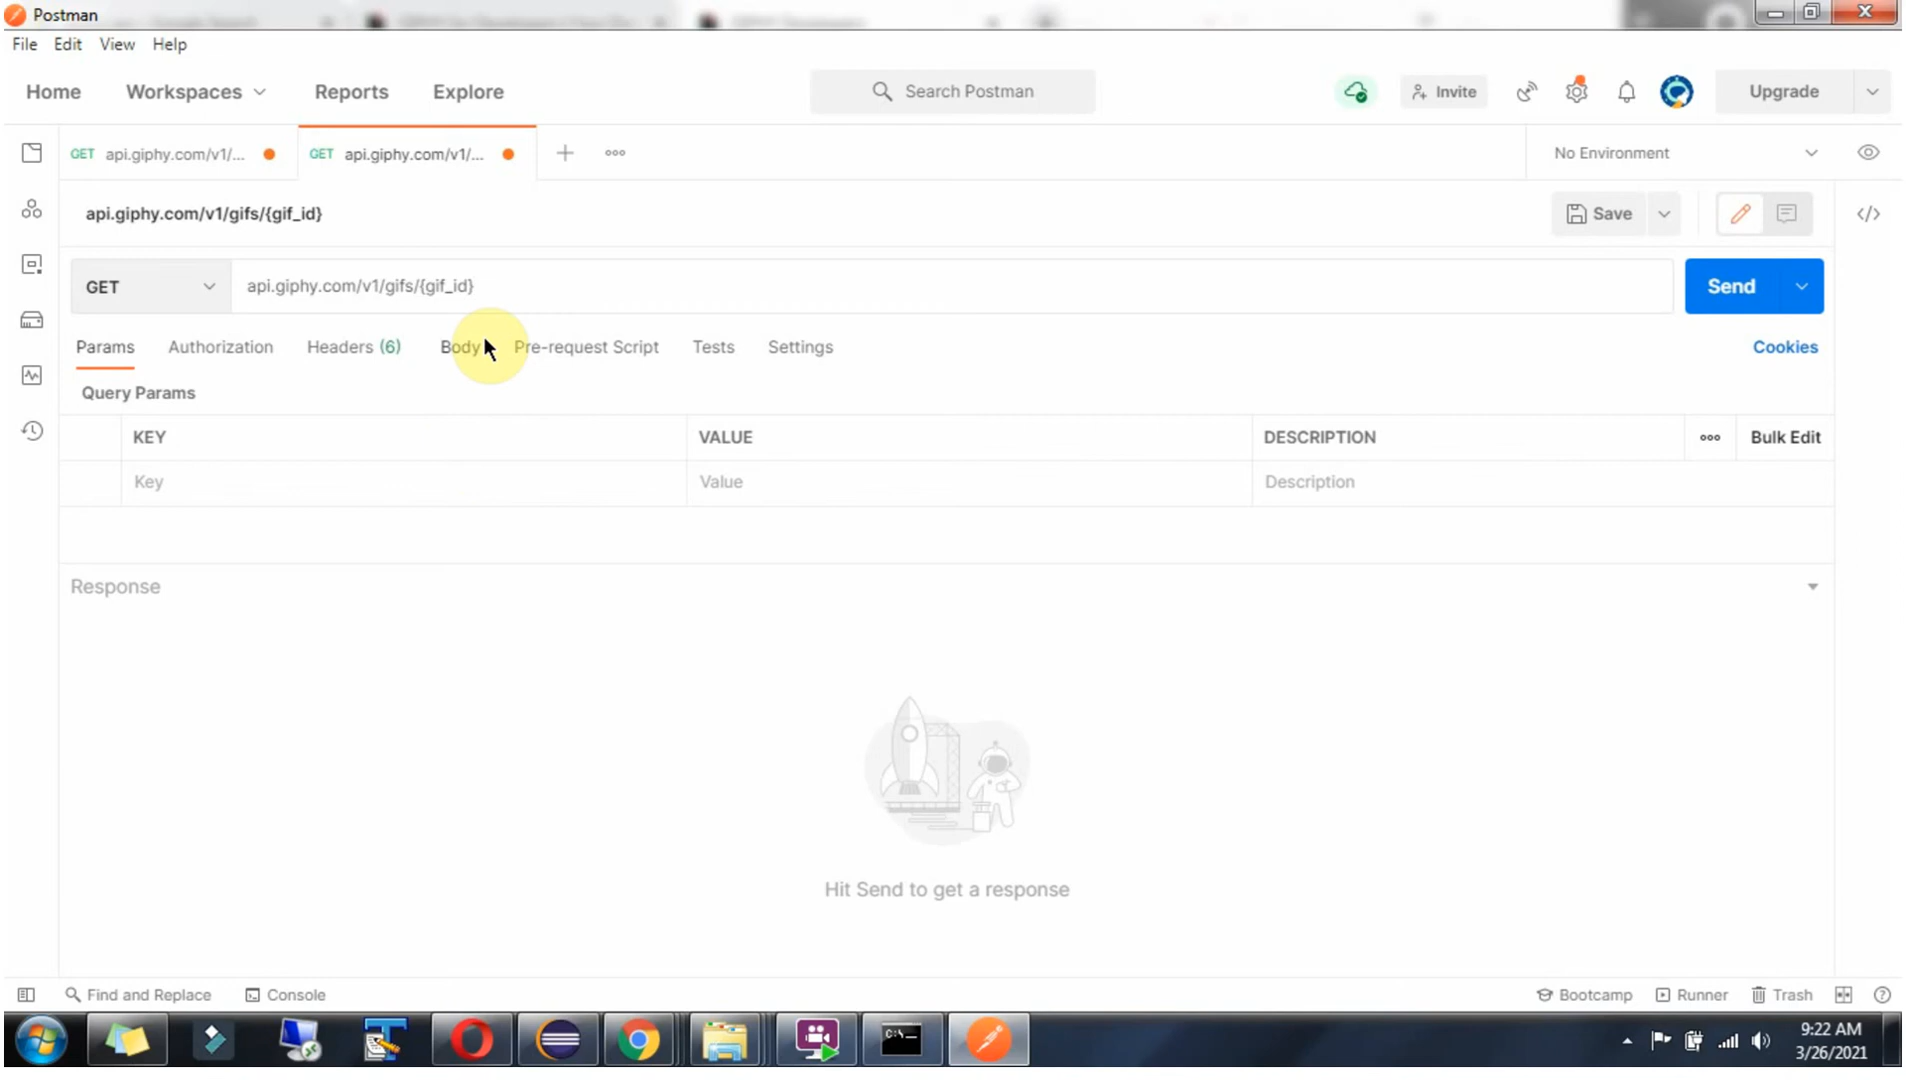 Postman
File Edit View Help
Home Workspaces Reports Explore Search Postman Invite Upgrade
GET api.giphy.com/v1/... GET api.giphy.com/v1/... No Environment
api.giphy.com/v1/gifs/{gif_id} Save
GET api.giphy.com/v1/gifs/{gif_id} Send
Params Authorization Headers (6) Body Pre-request Script Tests Settings Cookies
Query Params
KEY VALUE DESCRIPTION Bulk Edit
Key Value Description
Response
Hit Send to get a response
Find and Replace Console Bootcamp Runner Trash
C:\
9:22 AM
3/26/2021